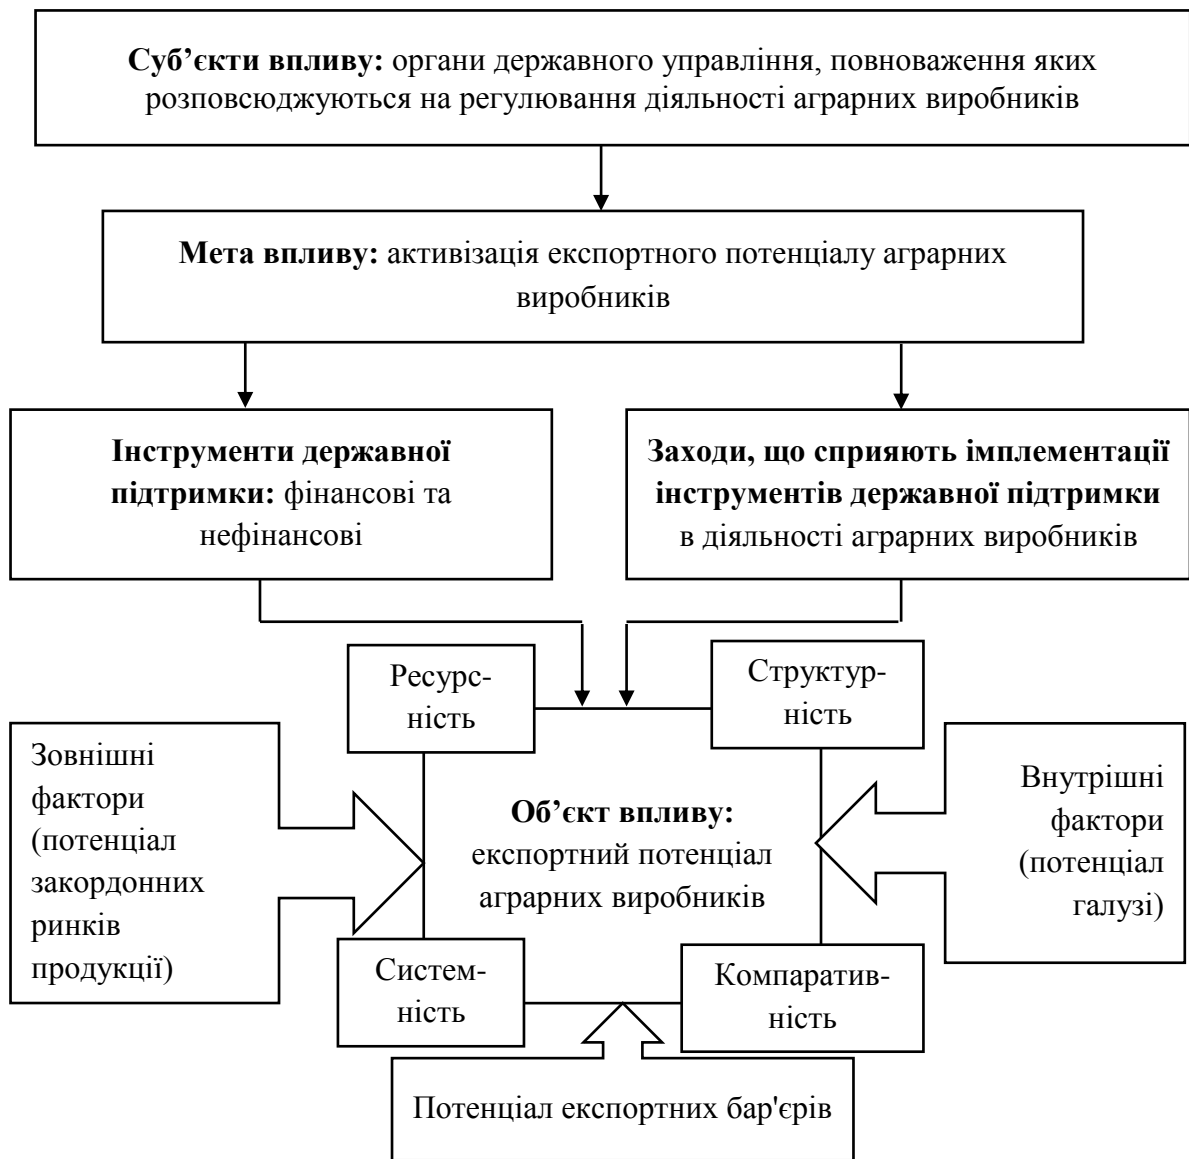 Суб’єкти впливу: органи державного управління, повноваження яких
розповсюджуються на регулювання діяльності аграрних виробників
Мета впливу: активізація експортного потенціалу аграрних
виробників
Інструменти державної
підтримки: фінансові та
нефінансові
Заходи, що сприяють імплементації
інструментів державної підтримки
в діяльності аграрних виробників
Ресурс-
ність
Структур-
ність
Зовнішні
фактори
(потенціал
закордонних
ринків
продукції)
Об’єкт впливу:
експортний потенціал
аграрних виробників
Внутрішні
фактори
(потенціал
галузі)
Систем-
ність
Компаратив-
ність
Потенціал експортних бар'єрів